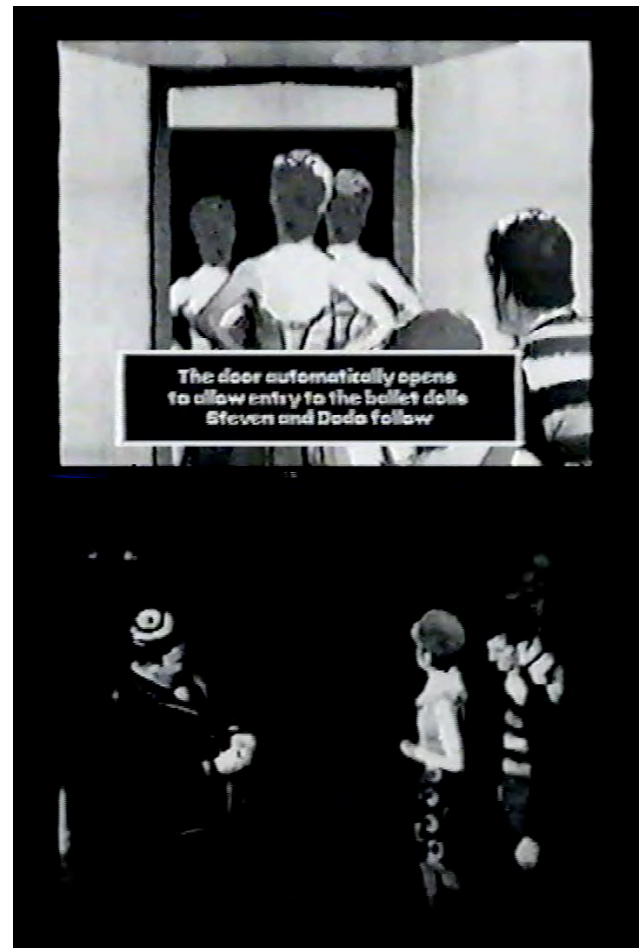 The door automatically opens
to allow entry to the ballet dolls
Steven and Dodo follow